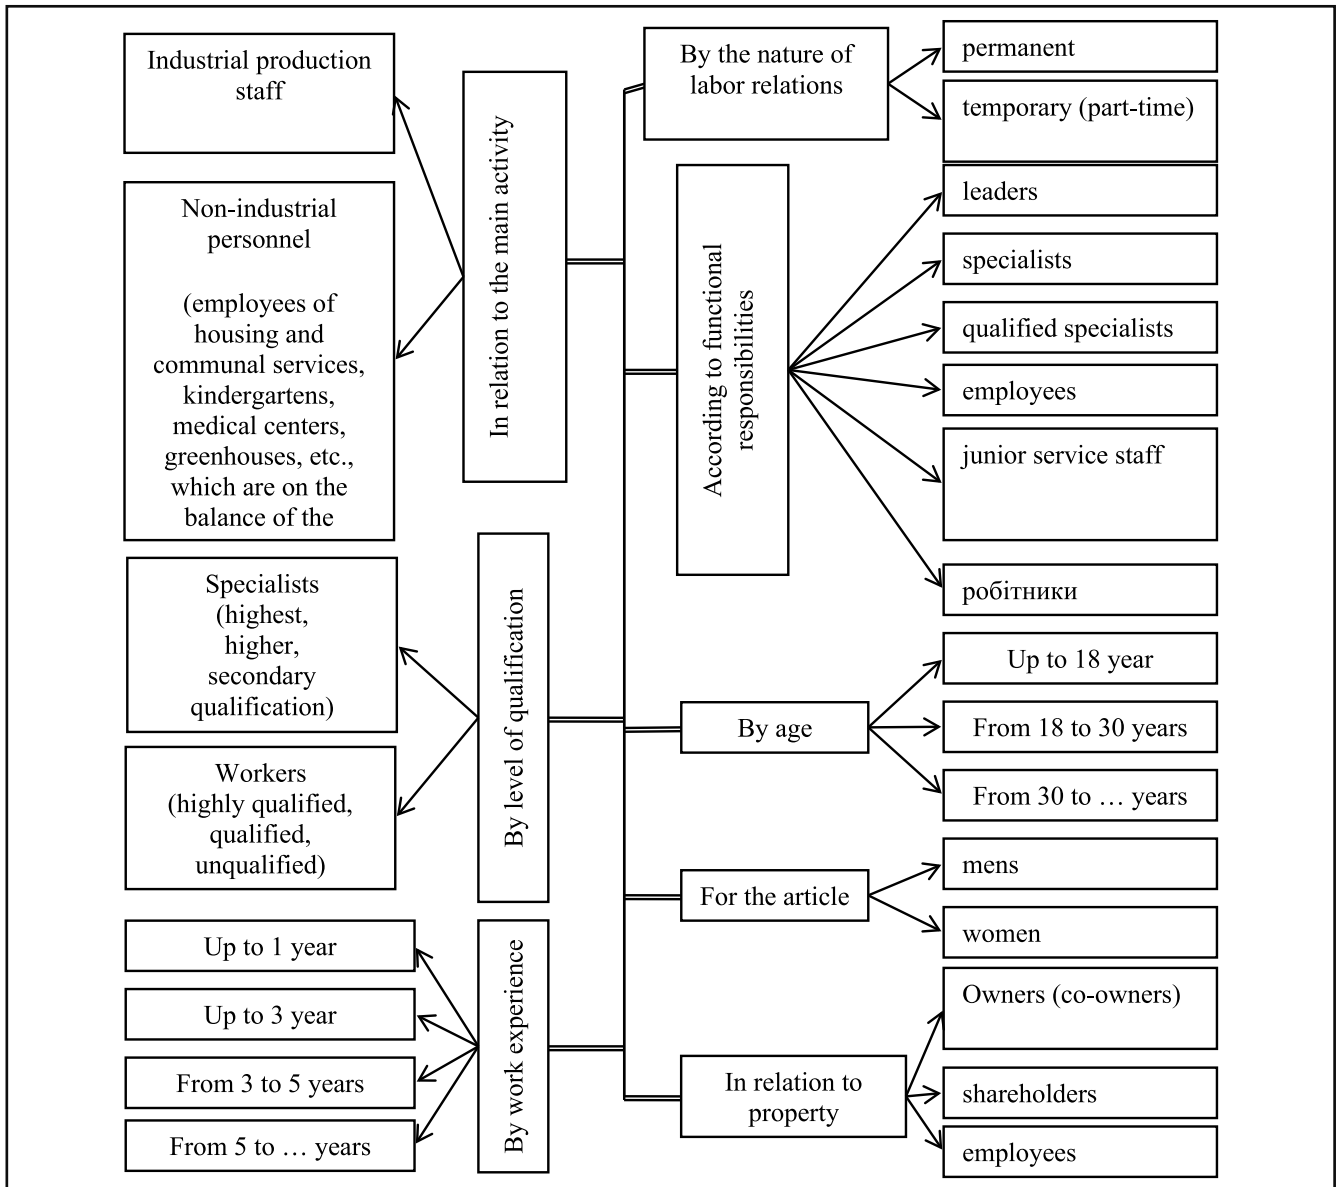 Industrial production
staff
Non-industrial
personnel
(employees of
housing and
communal services,
kindergartens,
medical centers,
greenhouses, etc.,
which are on the
balance of the
In relation to the main activity
Specialists
(highest,
higher,
secondary
qualification)
Workers
(highly qualified,
qualified,
unqualified)
By level of qualification
Up to 1 year
Up to 3 year
From 3 to 5 years
From 5 to … years
By work experience
By the nature of
labor relations
permanent
temporary (part-time)
According to functional
responsibilities
leaders
specialists
qualified specialists
employees
junior service staff
робітники
By age
Up to 18 year
From 18 to 30 years
From 30 to … years
For the article
mens
women
In relation to
property
Owners (co-owners)
shareholders
employees